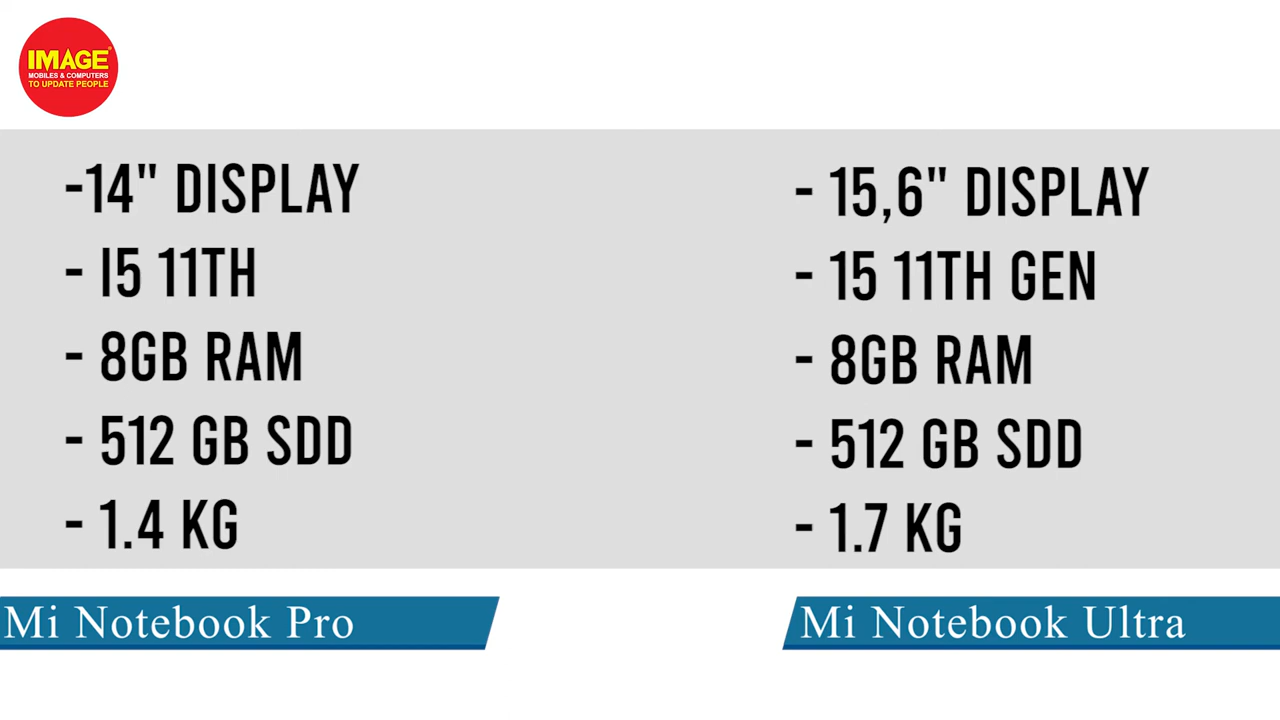 IMAGE
MOBILES & COMPUTERS
TO UPDATE PEOPLE
-14" DISPLAY
- I5 11TH
- 8GB RAM
- 512 GB SDD
- 1.4 KG
- 15,6" DISPLAY
- 15 11TH GEN
- 8GB RAM
- 512 GB SDD
- 1.7 KG
Mi Notebook Pro
Mi Notebook Ultra